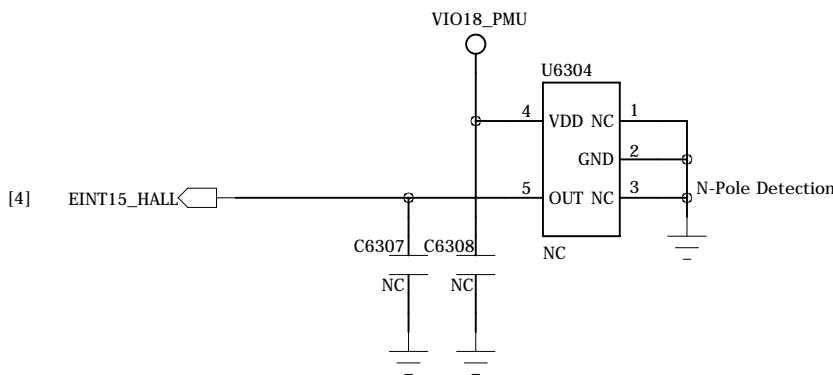 VIO18_PMU
U6304
4 VDD NC 1
GND 2
[4] EINT15_HALL 5 OUT NC 3 N-Pole Detection
C6307 C6308 NC
NC NC